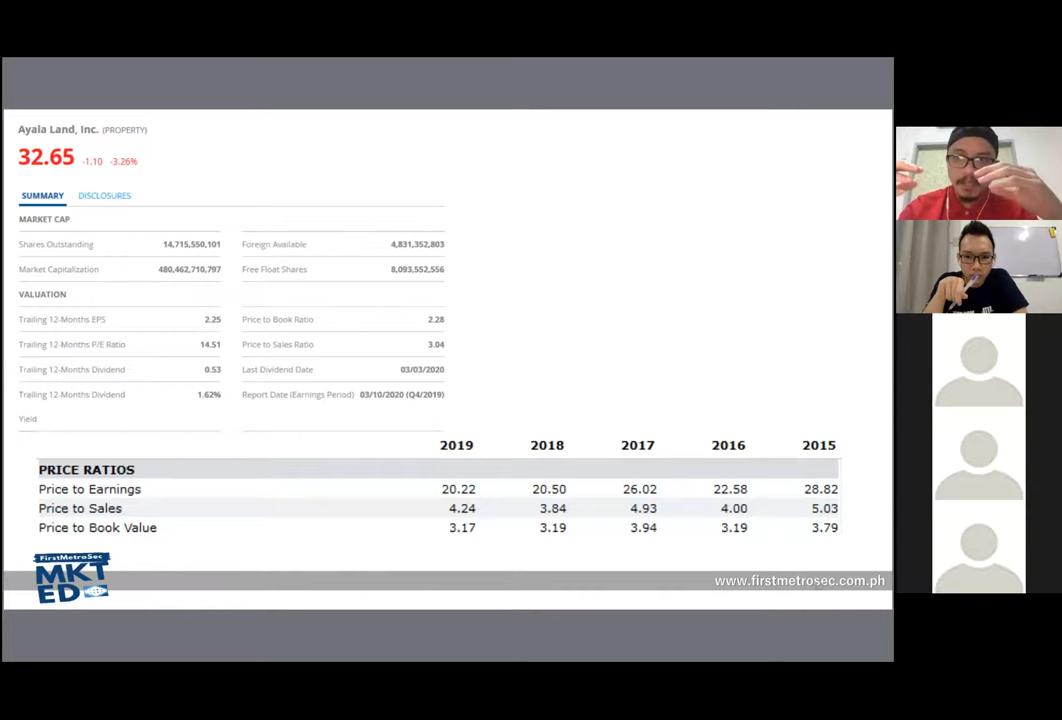 Ayala Land, Inc. (PROPERTY)
32.65 -1.10 -3.26%
SUMMARY DISCLOSURES
MARKET CAP
Shares Outstanding 14,715,550,101 Foreign Available 4,831,352,803
Market Capitalization 480,462,710,797 Free Float Shares 8,093,552,556
VALUATION
Trailing 12-Months EPS 2.25 Price to Book Ratio 2.28
Trailing 12-Months P/E Ratio 14.51 Price to Sales Ratio 3.04
Trailing 12-Months Dividend 0.53 Last Dividend Date 03/03/2020
Trailing 12-Months Dividend 1.62% Report Date (Earnings Period) 03/10/2020 (Q4/2019)
Yield
2019 2018 2017 2016 2015
PRICE RATIOS
Price to Earnings 20.22 20.50 26.02 22.58 28.82
Price to Sales 4.24 3.84 4.93 4.00 5.03
Price to Book Value 3.17 3.19 3.94 3.19 3.79
FirstMetroSec
MKT
ED
www.firstmetrosec.com.ph